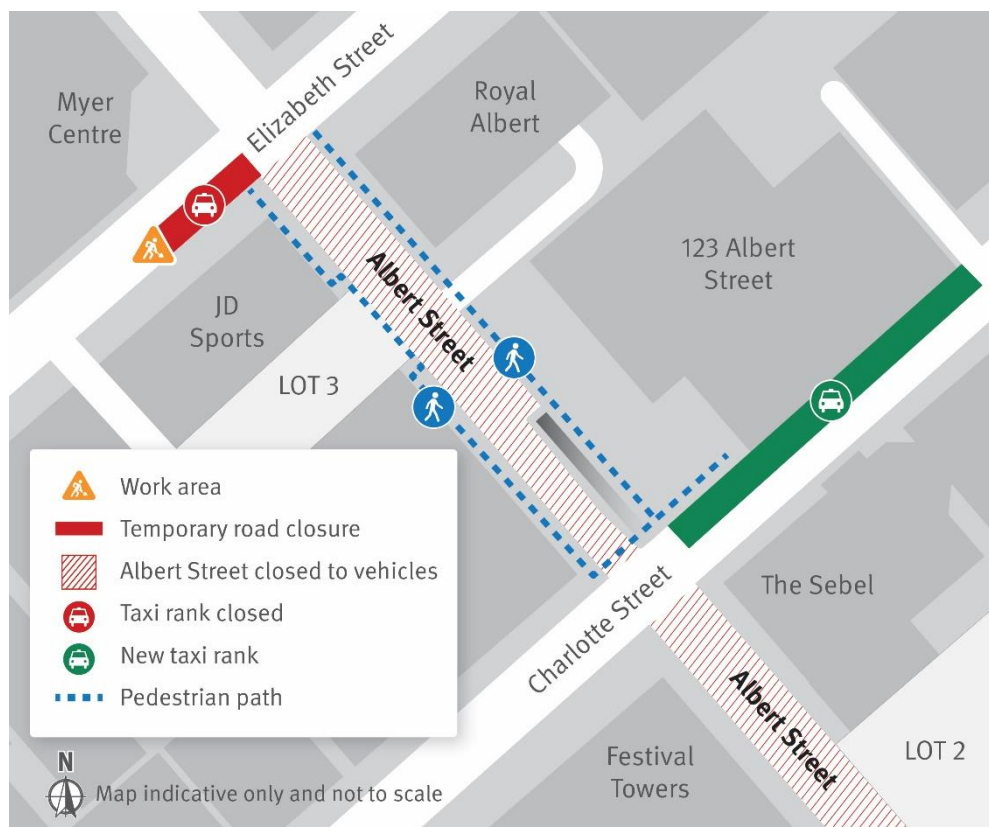 Elizabeth Street
Myer
Centre
Royal
Albert
123 Albert
Street
JD
Sports
Albert Street
LOT 3
Work area
Temporary road closure
Albert Street closed to vehicles
Taxi rank closed
New taxi rank
Pedestrian path
The Sebel
Charlotte Street
Albert Street
Festival
Towers
LOT 2
N
Map indicative only and not to scale